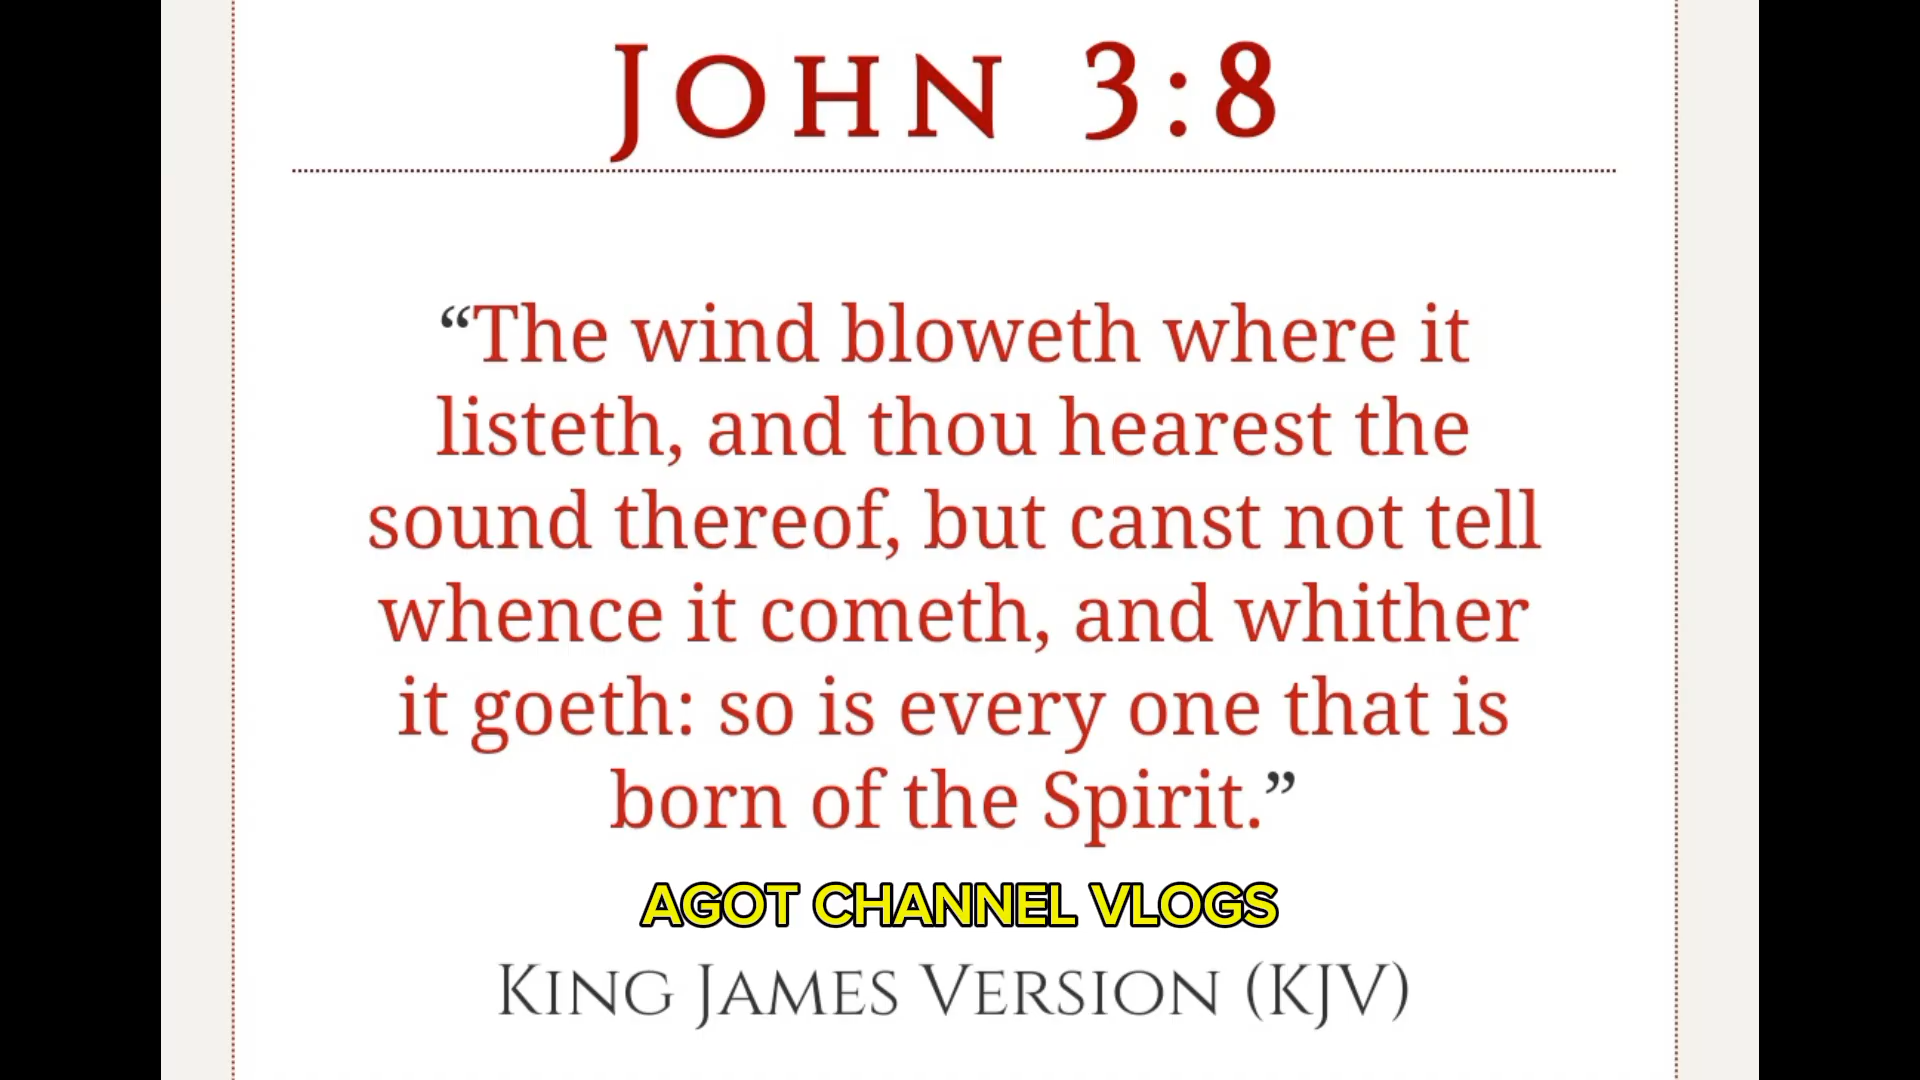 JOHN 3:8
“The wind bloweth where it
listeth, and thou hearest the
sound thereof, but canst not tell
whence it cometh, and whither
it goeth: so is every one that is
born of the Spirit.”
AGOT CHANNEL VLOGS
KING JAMES VERSION (KJV)